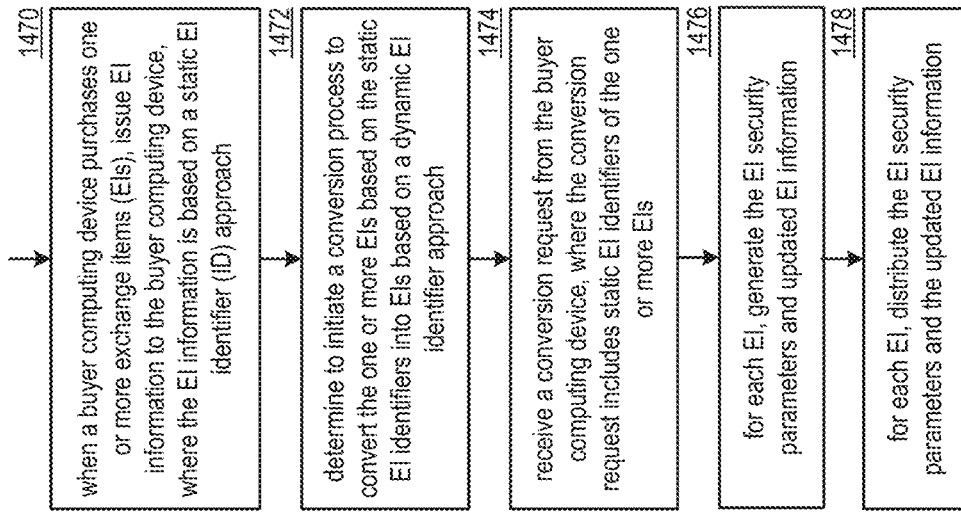 1470
when a buyer computing device purchases one
or more exchange items (EIs), issue EI
information to the buyer computing device,
where the EI information is based on a static EI
identifier (ID) approach
1472
determine to initiate a conversion process to
convert the one or more EIs based on the static
EI identifiers into EIs based on a dynamic EI
identifier approach
1474
receive a conversion request from the buyer
computing device, where the conversion
request includes static EI identifiers of the one
or more EIs
1476
for each EI, generate the EI security
parameters and updated EI information
1478
for each EI, distribute the EI security
parameters and the updated EI information